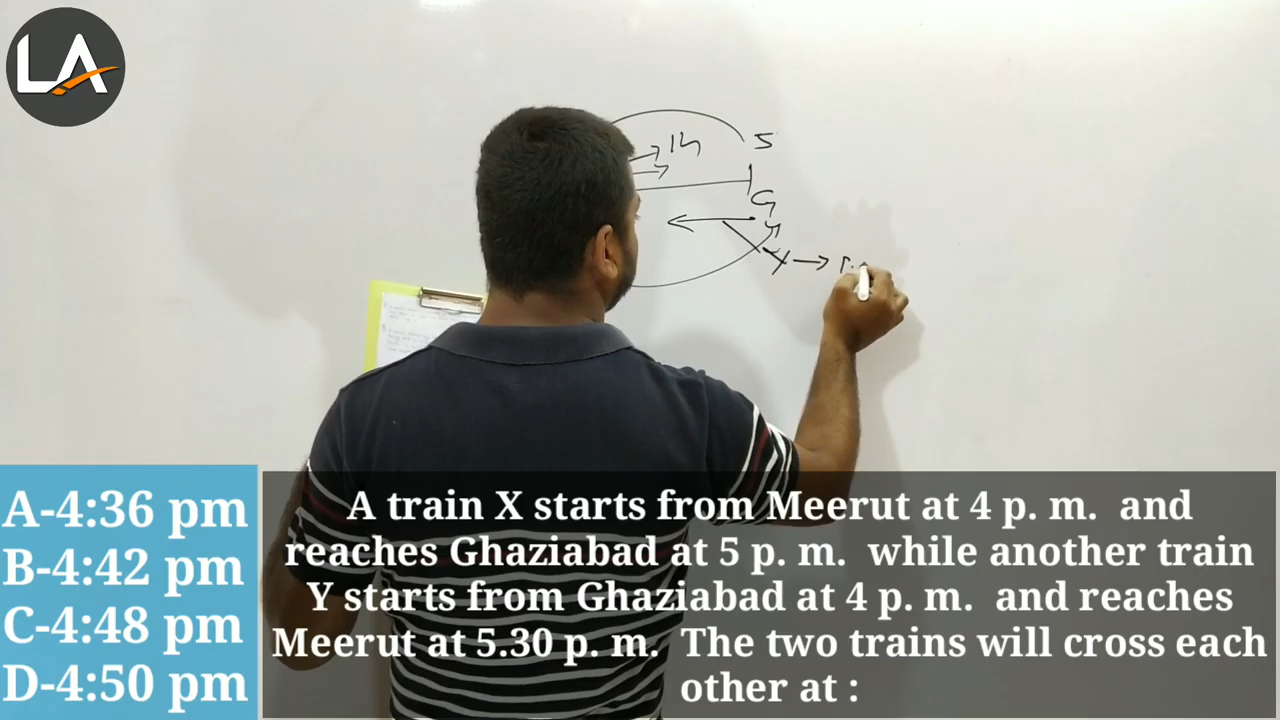 LA
1h
5
G
Y →
A-4:36 pm
B-4:42 pm
C-4:48 pm
D-4:50 pm
A train X starts from Meerut at 4 p. m. and
reaches Ghaziabad at 5 p. m. while another train
Y starts from Ghaziabad at 4 p. m. and reaches
Meerut at 5.30 p. m. The two trains will cross each
other at :